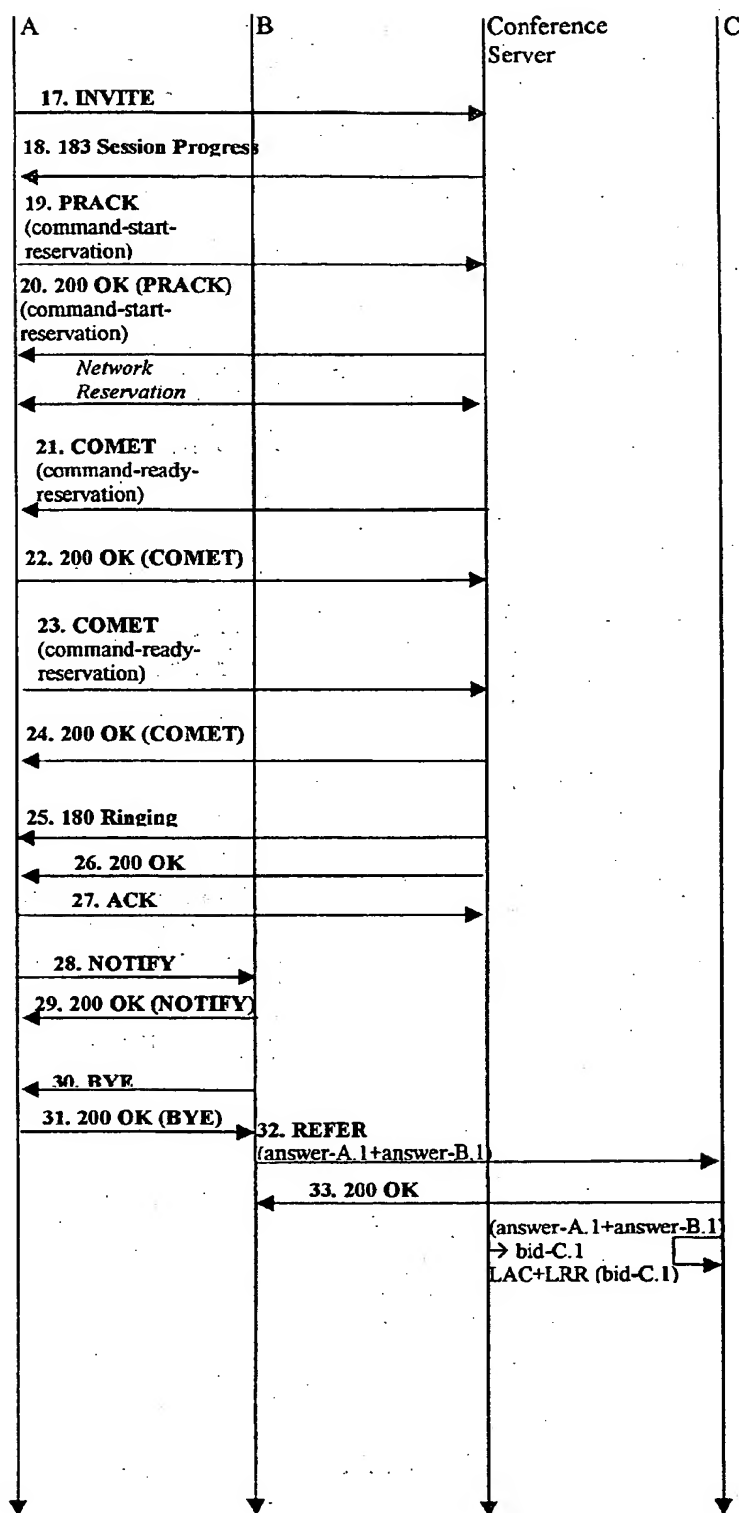 A
B
Conference
Server
C
17. INVITE
18. 183 Session Progress
19. PRACK
(command-start-
reservation)
20. 200 OK (PRACK)
(command-start-
reservation)
Network
Reservation
21. COMET
(command-ready-
reservation)
22. 200 OK (COMET)
23. COMET
(command-ready-
reservation)
24. 200 OK (COMET)
25. 180 Ringing
26. 200 OK
27. ACK
28. NOTIFY
29. 200 OK (NOTIFY)
30. BYE
31. 200 OK (BYE)
32. REFER
(answer-A.1+answer-B.1)
33. 200 OK
(answer-A.1+answer-B.1)
→ bid-C.1
LAC+LRR (bid-C.1)